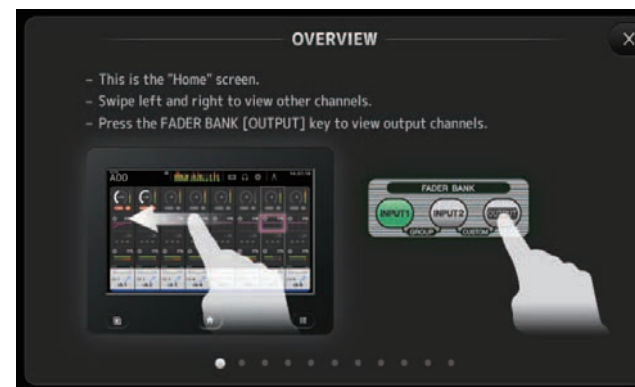 OVERVIEW
X
– This is the "Home" screen.
– Swipe left and right to view other channels.
– Press the FADER BANK [OUTPUT] key to view output channels.
FADER BANK
INPUT1 INPUT2 OUTPUT
GROUP CUSTOM